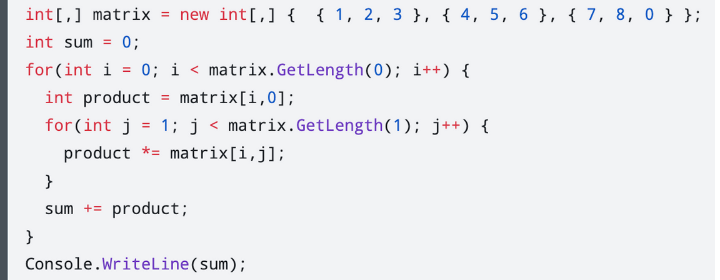 int[,] matrix = new int[,] {  { 1, 2, 3 }, { 4, 5, 6 }, { 7, 8, 0 } };
int sum = 0;
for(int i = 0; i < matrix.GetLength(0); i++) {
  int product = matrix[i,0];
  for(int j = 1; j < matrix.GetLength(1); j++) {
    product *= matrix[i,j];
  }
  sum += product;
}
Console.WriteLine(sum);